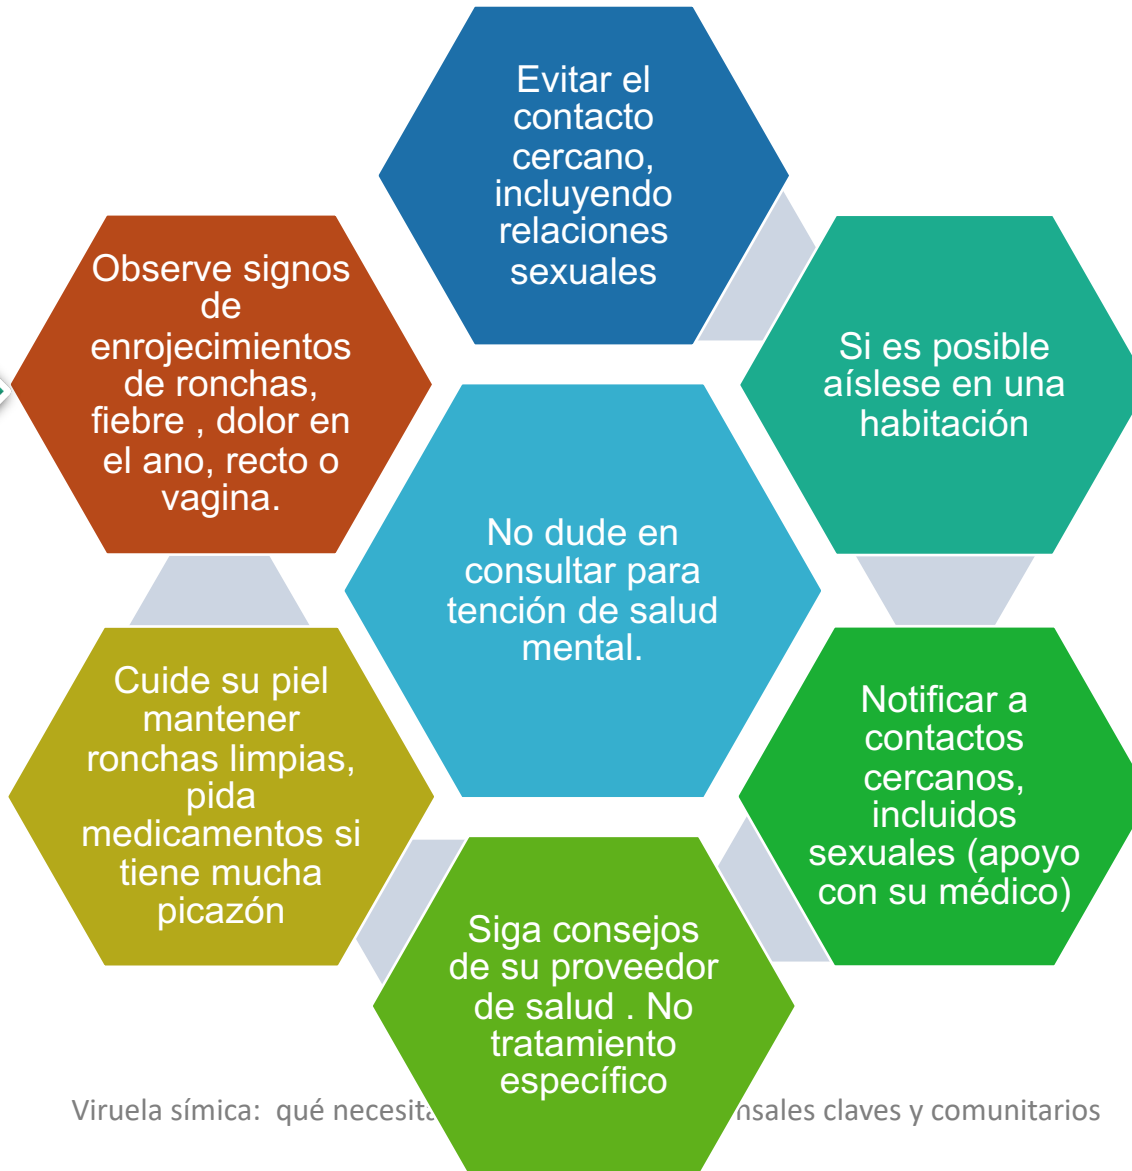 Evitar el
contacto
cercano,
incluyendo
relaciones
sexuales
Si es posible
aíslese en una
habitación
Notificar a
contactos
cercanos,
incluidos
sexuales (apoyo
con su médico)
Siga consejos
de su proveedor
de salud . No
tratamiento
específico
Cuide su piel
mantener
ronchas limpias,
pida
medicamentos si
tiene mucha
picazón
Observe signos
de
enrojecimientos
de ronchas,
fiebre , dolor en
el ano, recto o
vagina.
No dude en
consultar para
tención de salud
mental.
Viruela símica:  qué claves y comunitarios